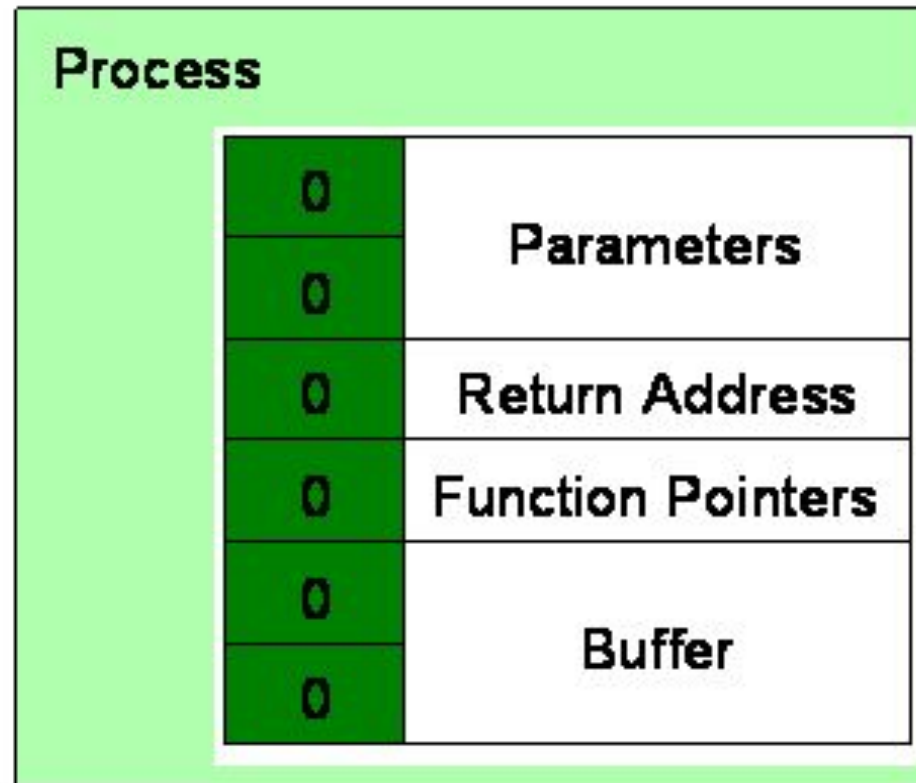 Process
0
Parameters
0
0
Return Address
0
Function Pointers
0
Buffer
0